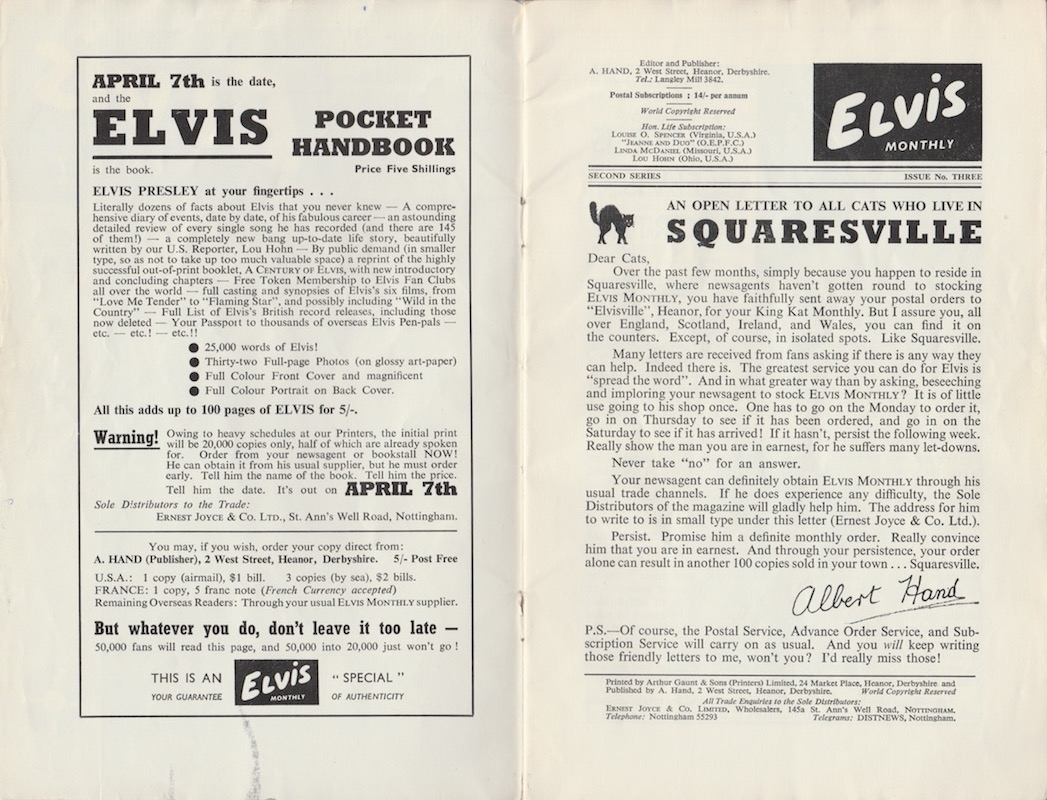 APRIL 7th is the date,
and the
ELVIS POCKET
HANDBOOK
is the book. Price Five Shillings
ELVIS PRESLEY at your fingertips . . .
Literally dozens of facts about Elvis that you never knew — A compre-
hensive diary of events, date by date, of his fabulous career — an astounding
detailed review of every single song he has recorded (and there are 145
of them!) — a completely new bang up-to-date life story, beautifully
written by our U.S. Reporter, Lou Hohn — By public demand (in smaller
type, so as not to take up too much valuable space) a reprint of the highly
successful out-of-print booklet, A CENTURY OF ELVIS, with new introductory
and concluding chapters — Free Token Membership to Elvis Fan Clubs
all over the world — full casting and synopsies of Elvis's six films, from
"Love Me Tender" to "Flaming Star", and possibly including "Wild in the
Country" — Full List of Elvis's British record releases, including those
now deleted — Your Passport to thousands of overseas Elvis Pen-pals —
etc. — etc.! — etc.!!
● 25,000 words of Elvis!
● Thirty-two Full-page Photos (on glossy art-paper)
● Full Colour Front Cover and magnificent
● Full Colour Portrait on Back Cover.
All this adds up to 100 pages of ELVIS for 5/-.
Warning! Owing to heavy schedules at our Printers, the initial print
will be 20,000 copies only, half of which are already spoken
for. Order from your newsagent or bookstall NOW!
He can obtain it from his usual supplier, but he must order
early. Tell him the name of the book. Tell him the price.
Tell him the date. It's out on APRIL 7th
Sole Distributors to the Trade:
ERNEST JOYCE & CO. LTD., St. Ann's Well Road, Nottingham.
You may, if you wish, order your copy direct from:
A. HAND (Publisher), 2 West Street, Heanor, Derbyshire. 5/- Post Free
U.S.A.: 1 copy (airmail), $1 bill. 3 copies (by sea), $2 bills.
FRANCE: 1 copy, 5 franc note (French Currency accepted)
Remaining Overseas Readers: Through your usual ELVIS MONTHLY supplier.
But whatever you do, don't leave it too late —
50,000 fans will read this page, and 50,000 into 20,000 just won't go!
THIS IS AN ELVIS MONTHLY "SPECIAL"
YOUR GUARANTEE OF AUTHENTICITY
Editor and Publisher:
A. HAND, 2 West Street, Heanor, Derbyshire.
Tel.: Langley Mill 3842.
Postal Subscriptions : 14/- per annum
World Copyright Reserved
Hon. Life Subscription:
LOUISE O. SPENCER (Virginia, U.S.A.)
"JEANNE AND DUG" (O.E.P.F.C.)
LINDA MCDANIEL (Missouri, U.S.A.)
LOU HOHN (Ohio, U.S.A.)
ELVIS
MONTHLY
SECOND SERIES ISSUE No. THREE
AN OPEN LETTER TO ALL CATS WHO LIVE IN
SQUARESVILLE
Dear Cats,
Over the past few months, simply because you happen to reside in
Squaresville, where newsagents haven't gotten round to stocking
ELVIS MONTHLY, you have faithfully sent away your postal orders to
"Elvisville", Heanor, for your King Kat Monthly. But I assure you, all
over England, Scotland, Ireland, and Wales, you can find it on
the counters. Except, of course, in isolated spots. Like Squaresville.
Many letters are received from fans asking if there is any way they
can help. Indeed there is. The greatest service you can do for Elvis is
"spread the word". And in what greater way than by asking, beseeching
and imploring your newsagent to stock ELVIS MONTHLY? It is of little
use going to his shop once. One has to go on the Monday to order it,
go in on Thursday to see if it has been ordered, and go in on the
Saturday to see if it has arrived! If it hasn't, persist the following week.
Really show the man you are in earnest, for he suffers many let-downs.
Never take "no" for an answer.
Your newsagent can definitely obtain ELVIS MONTHLY through his
usual trade channels. If he does experience any difficulty, the Sole
Distributors of the magazine will gladly help him. The address for him
to write to is in small type under this letter (Ernest Joyce & Co. Ltd.).
Persist. Promise him a definite monthly order. Really convince
him that you are in earnest. And through your persistence, your order
alone can result in another 100 copies sold in your town . . . Squaresville.
Albert Hand
P.S.—Of course, the Postal Service, Advance Order Service, and Sub-
scription Service will carry on as usual. And you will keep writing
those friendly letters to me, won't you? I'd really miss those!
Printed by Arthur Gaunt & Sons (Printers) Limited, 24 Market Place, Heanor, Derbyshire and
Published by A. Hand, 2 West Street, Heanor, Derbyshire. World Copyright Reserved
All Trade Enquiries to the Sole Distributors:
ERNEST JOYCE & CO. LIMITED, Wholesalers, 145a St. Ann's Well Road, NOTTINGHAM.
Telephone: Nottingham 55293 Telegrams: DISTNEWS, Nottingham.